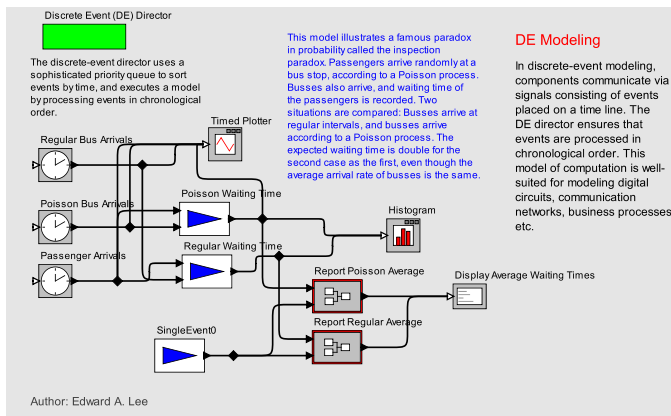 Discrete Event (DE) Director
The discrete-event director uses a
sophisticated priority queue to sort
events by time, and executes a model
by processing events in chronological
order.
This model illustrates a famous paradox
in probability called the inspection
paradox. Passengers arrive randomly at a
bus stop, according to a Poisson process.
Busses also arrive, and waiting time of
the passengers is recorded. Two
situations are compared: Busses arrive at
regular intervals, and busses arrive
according to a Poisson process. The
expected waiting time is double for the
second case as the first, even though the
average arrival rate of busses is the same.
DE Modeling
In discrete-event modeling,
components communicate via
signals consisting of events
placed on a time line. The
DE director ensures that
events are processed in
chronological order. This
model of computation is well-
suited for modeling digital
circuits, communication
networks, business processes
etc.
Timed Plotter
Regular Bus Arrivals
Poisson Waiting Time
Poisson Bus Arrivals
Histogram
Regular Waiting Time
Passenger Arrivals
Report Poisson Average
Display Average Waiting Times
Report Regular Average
SingleEvent0
Author: Edward A. Lee